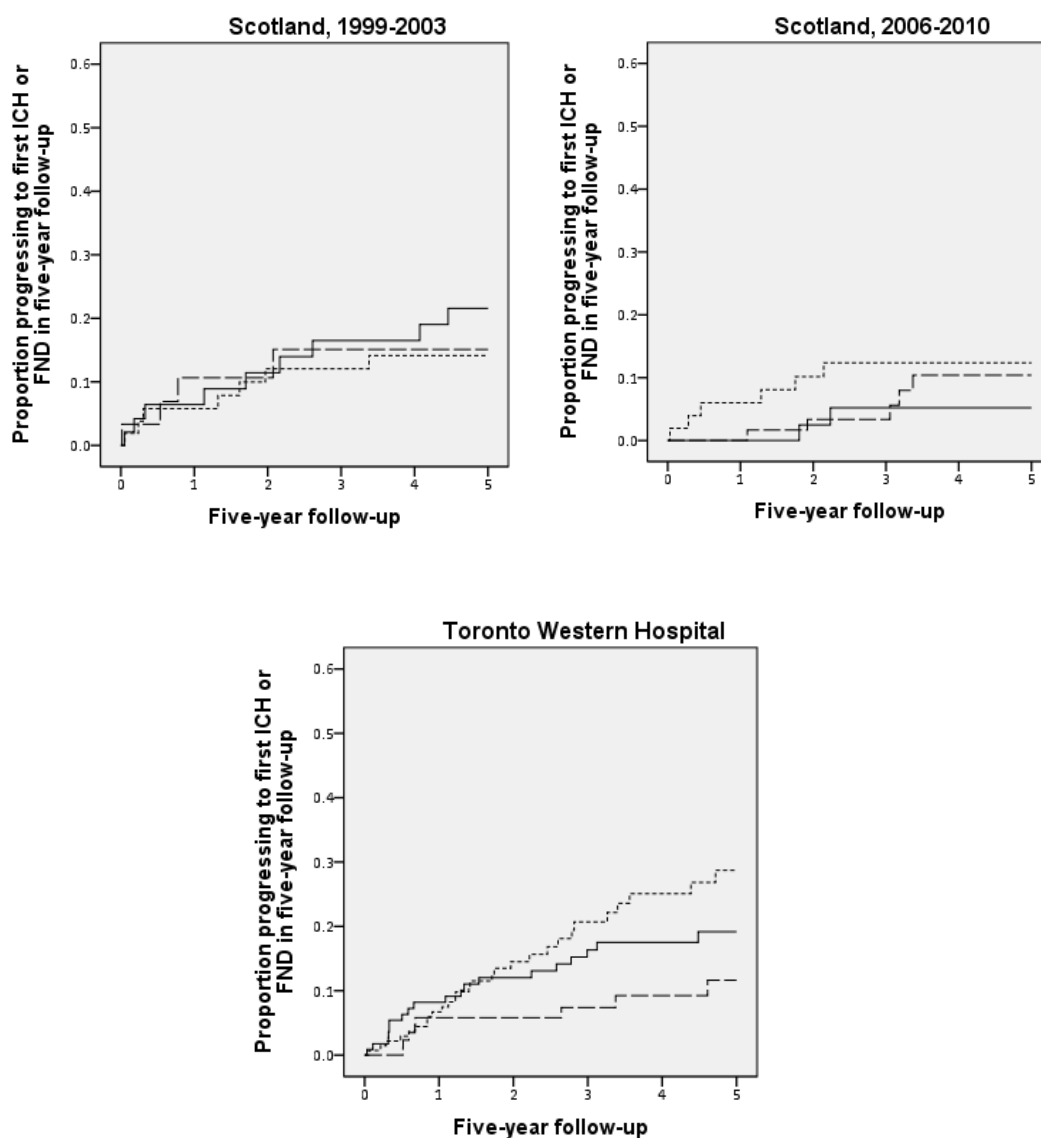 Scotland, 1999-2003
Proportion progressing to first ICH or
FND in five-year follow-up
0.6
0.5
0.4
0.3
0.2
0.1
0.0
0 1 2 3 4 5
Five-year follow-up
Scotland, 2006-2010
Proportion progressing to first ICH or
FND in five-year follow-up
0.6
0.5
0.4
0.3
0.2
0.1
0.0
0 1 2 3 4 5
Five-year follow-up
Toronto Western Hospital
Proportion progressing to first ICH or
FND in five-year follow-up
0.6
0.5
0.4
0.3
0.2
0.1
0.0
0 1 2 3 4 5
Five-year follow-up